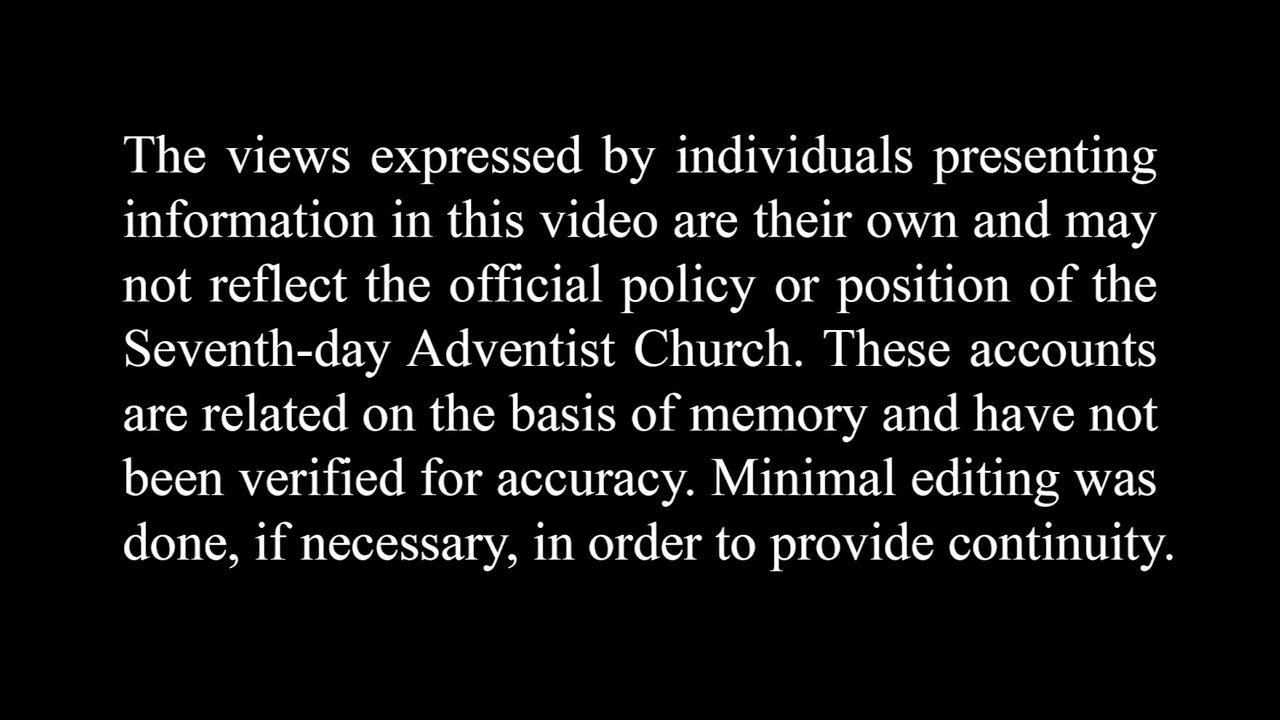 The views expressed by individuals presenting
information in this video are their own and may
not reflect the official policy or position of the
Seventh-day Adventist Church. These accounts
are related on the basis of memory and have not
been verified for accuracy. Minimal editing was
done, if necessary, in order to provide continuity.